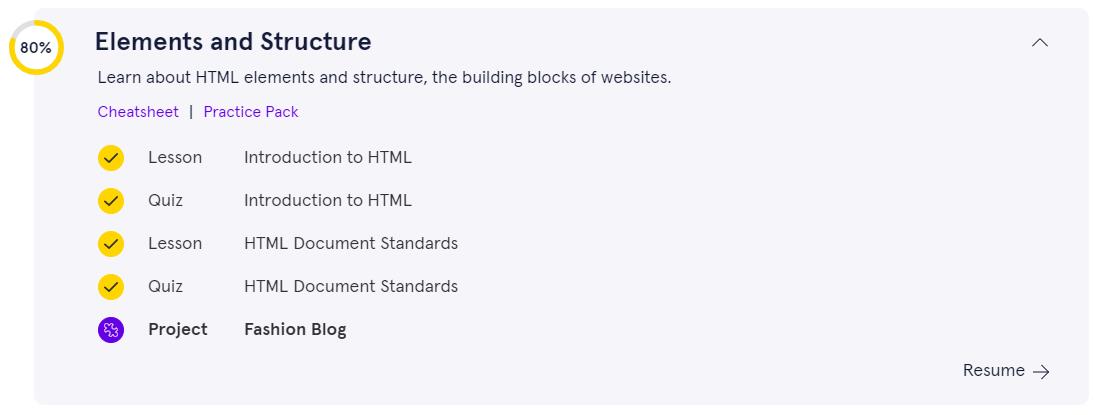 80%
Elements and Structure
Learn about HTML elements and structure, the building blocks of websites.
Cheatsheet | Practice Pack
Lesson Introduction to HTML
Quiz Introduction to HTML
Lesson HTML Document Standards
Quiz HTML Document Standards
Project Fashion Blog
Resume